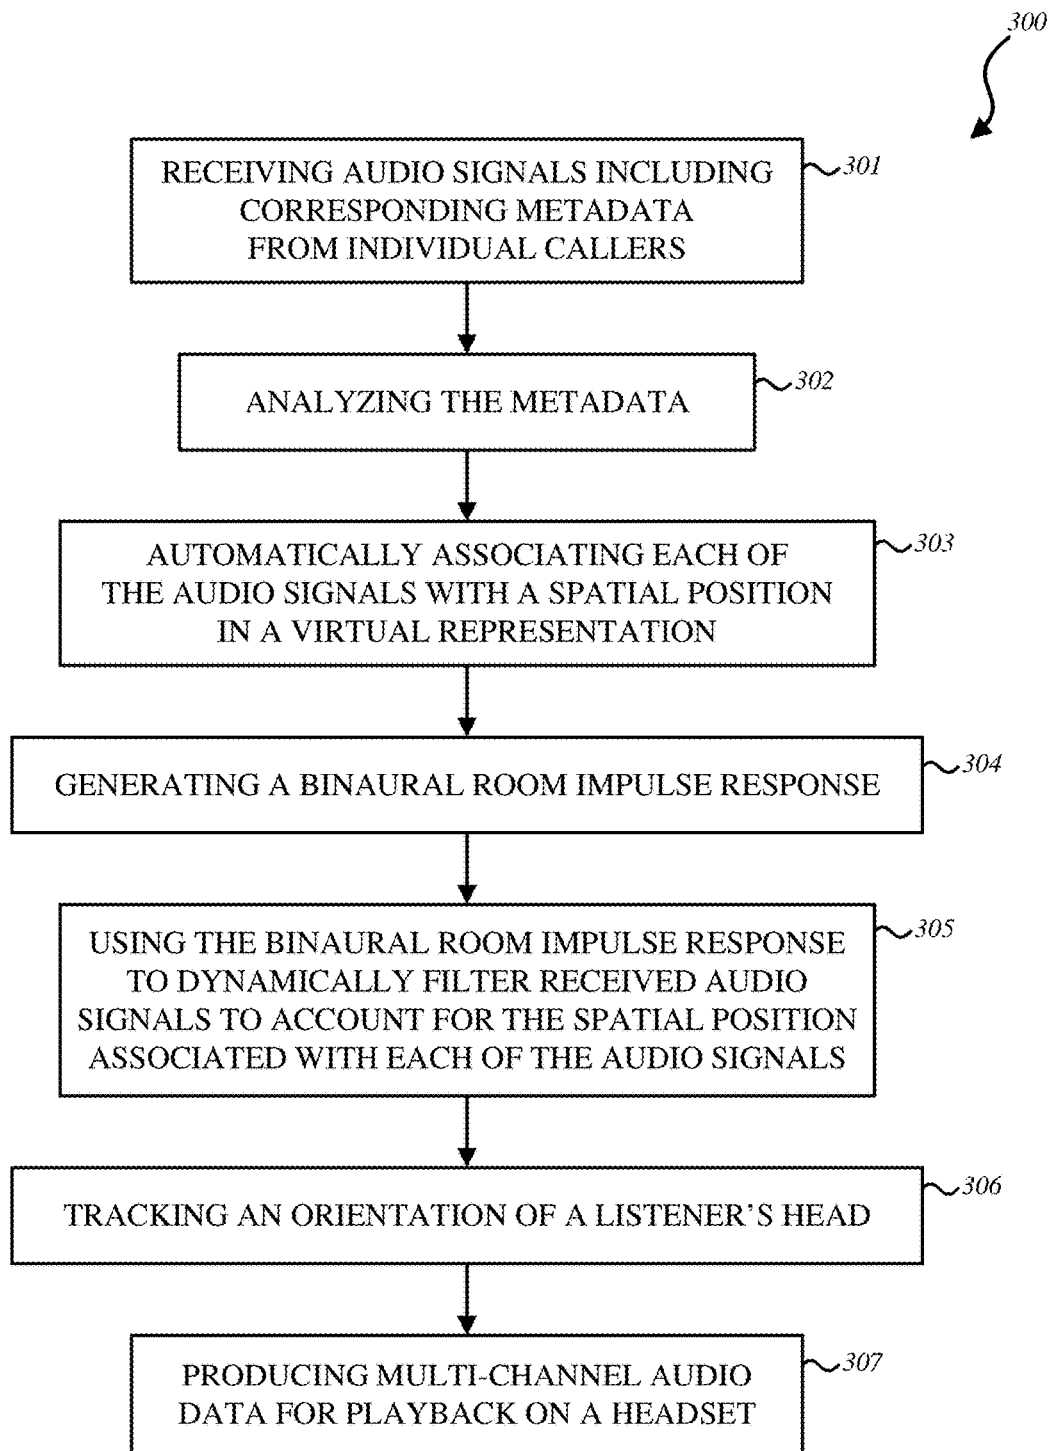 300
RECEIVING AUDIO SIGNALS INCLUDING
CORRESPONDING METADATA
FROM INDIVIDUAL CALLERS
301
ANALYZING THE METADATA
302
AUTOMATICALLY ASSOCIATING EACH OF
THE AUDIO SIGNALS WITH A SPATIAL POSITION
IN A VIRTUAL REPRESENTATION
303
GENERATING A BINAURAL ROOM IMPULSE RESPONSE
304
USING THE BINAURAL ROOM IMPULSE RESPONSE
TO DYNAMICALLY FILTER RECEIVED AUDIO
SIGNALS TO ACCOUNT FOR THE SPATIAL POSITION
ASSOCIATED WITH EACH OF THE AUDIO SIGNALS
305
TRACKING AN ORIENTATION OF A LISTENER'S HEAD
306
PRODUCING MULTI-CHANNEL AUDIO
DATA FOR PLAYBACK ON A HEADSET
307